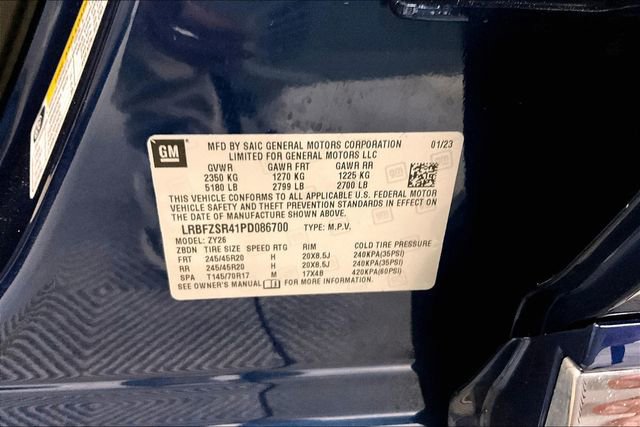 GM
MFD BY SAIC GENERAL MOTORS CORPORATION 01/23
LIMITED FOR GENERAL MOTORS LLC
GVWR GAWR FRT GAWR RR
2350 KG 1270 KG 1225 KG
5180 LB 2799 LB 2700 LB
THIS VEHICLE CONFORMS TO ALL APPLICABLE U.S. FEDERAL MOTOR
VEHICLE SAFETY AND THEFT PREVENTION STANDARDS IN EFFECT ON
THE DATE OF MANUFACTURE SHOWN ABOVE.
LRBFZSR41PD086700 TYPE: M.P.V.
MODEL: ZY26
ZBDN TIRE SIZE SPEED RTG RIM COLD TIRE PRESSURE
FRT 245/45R20 H 20X8.5J 240KPA(35PSI)
RR 245/45R20 H 20X8.5J 240KPA(35PSI)
SPA T145/70R17 M 17X4B 420KPA(60PSI)
SEE OWNER'S MANUAL FOR MORE INFORMATION.